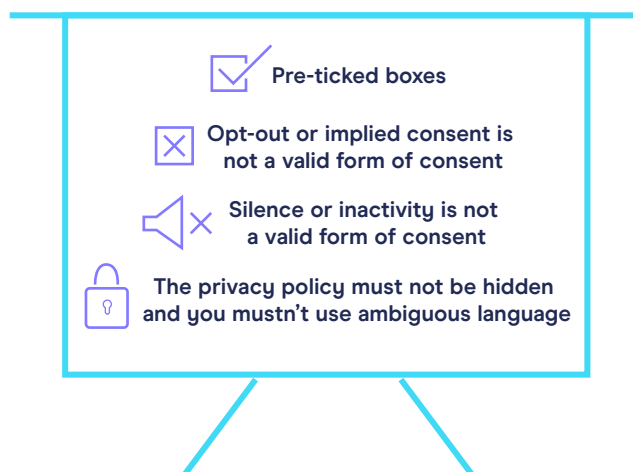 Pre-ticked boxes
Opt-out or implied consent is
not a valid form of consent
Silence or inactivity is not
a valid form of consent
The privacy policy must not be hidden
and you mustn’t use ambiguous language